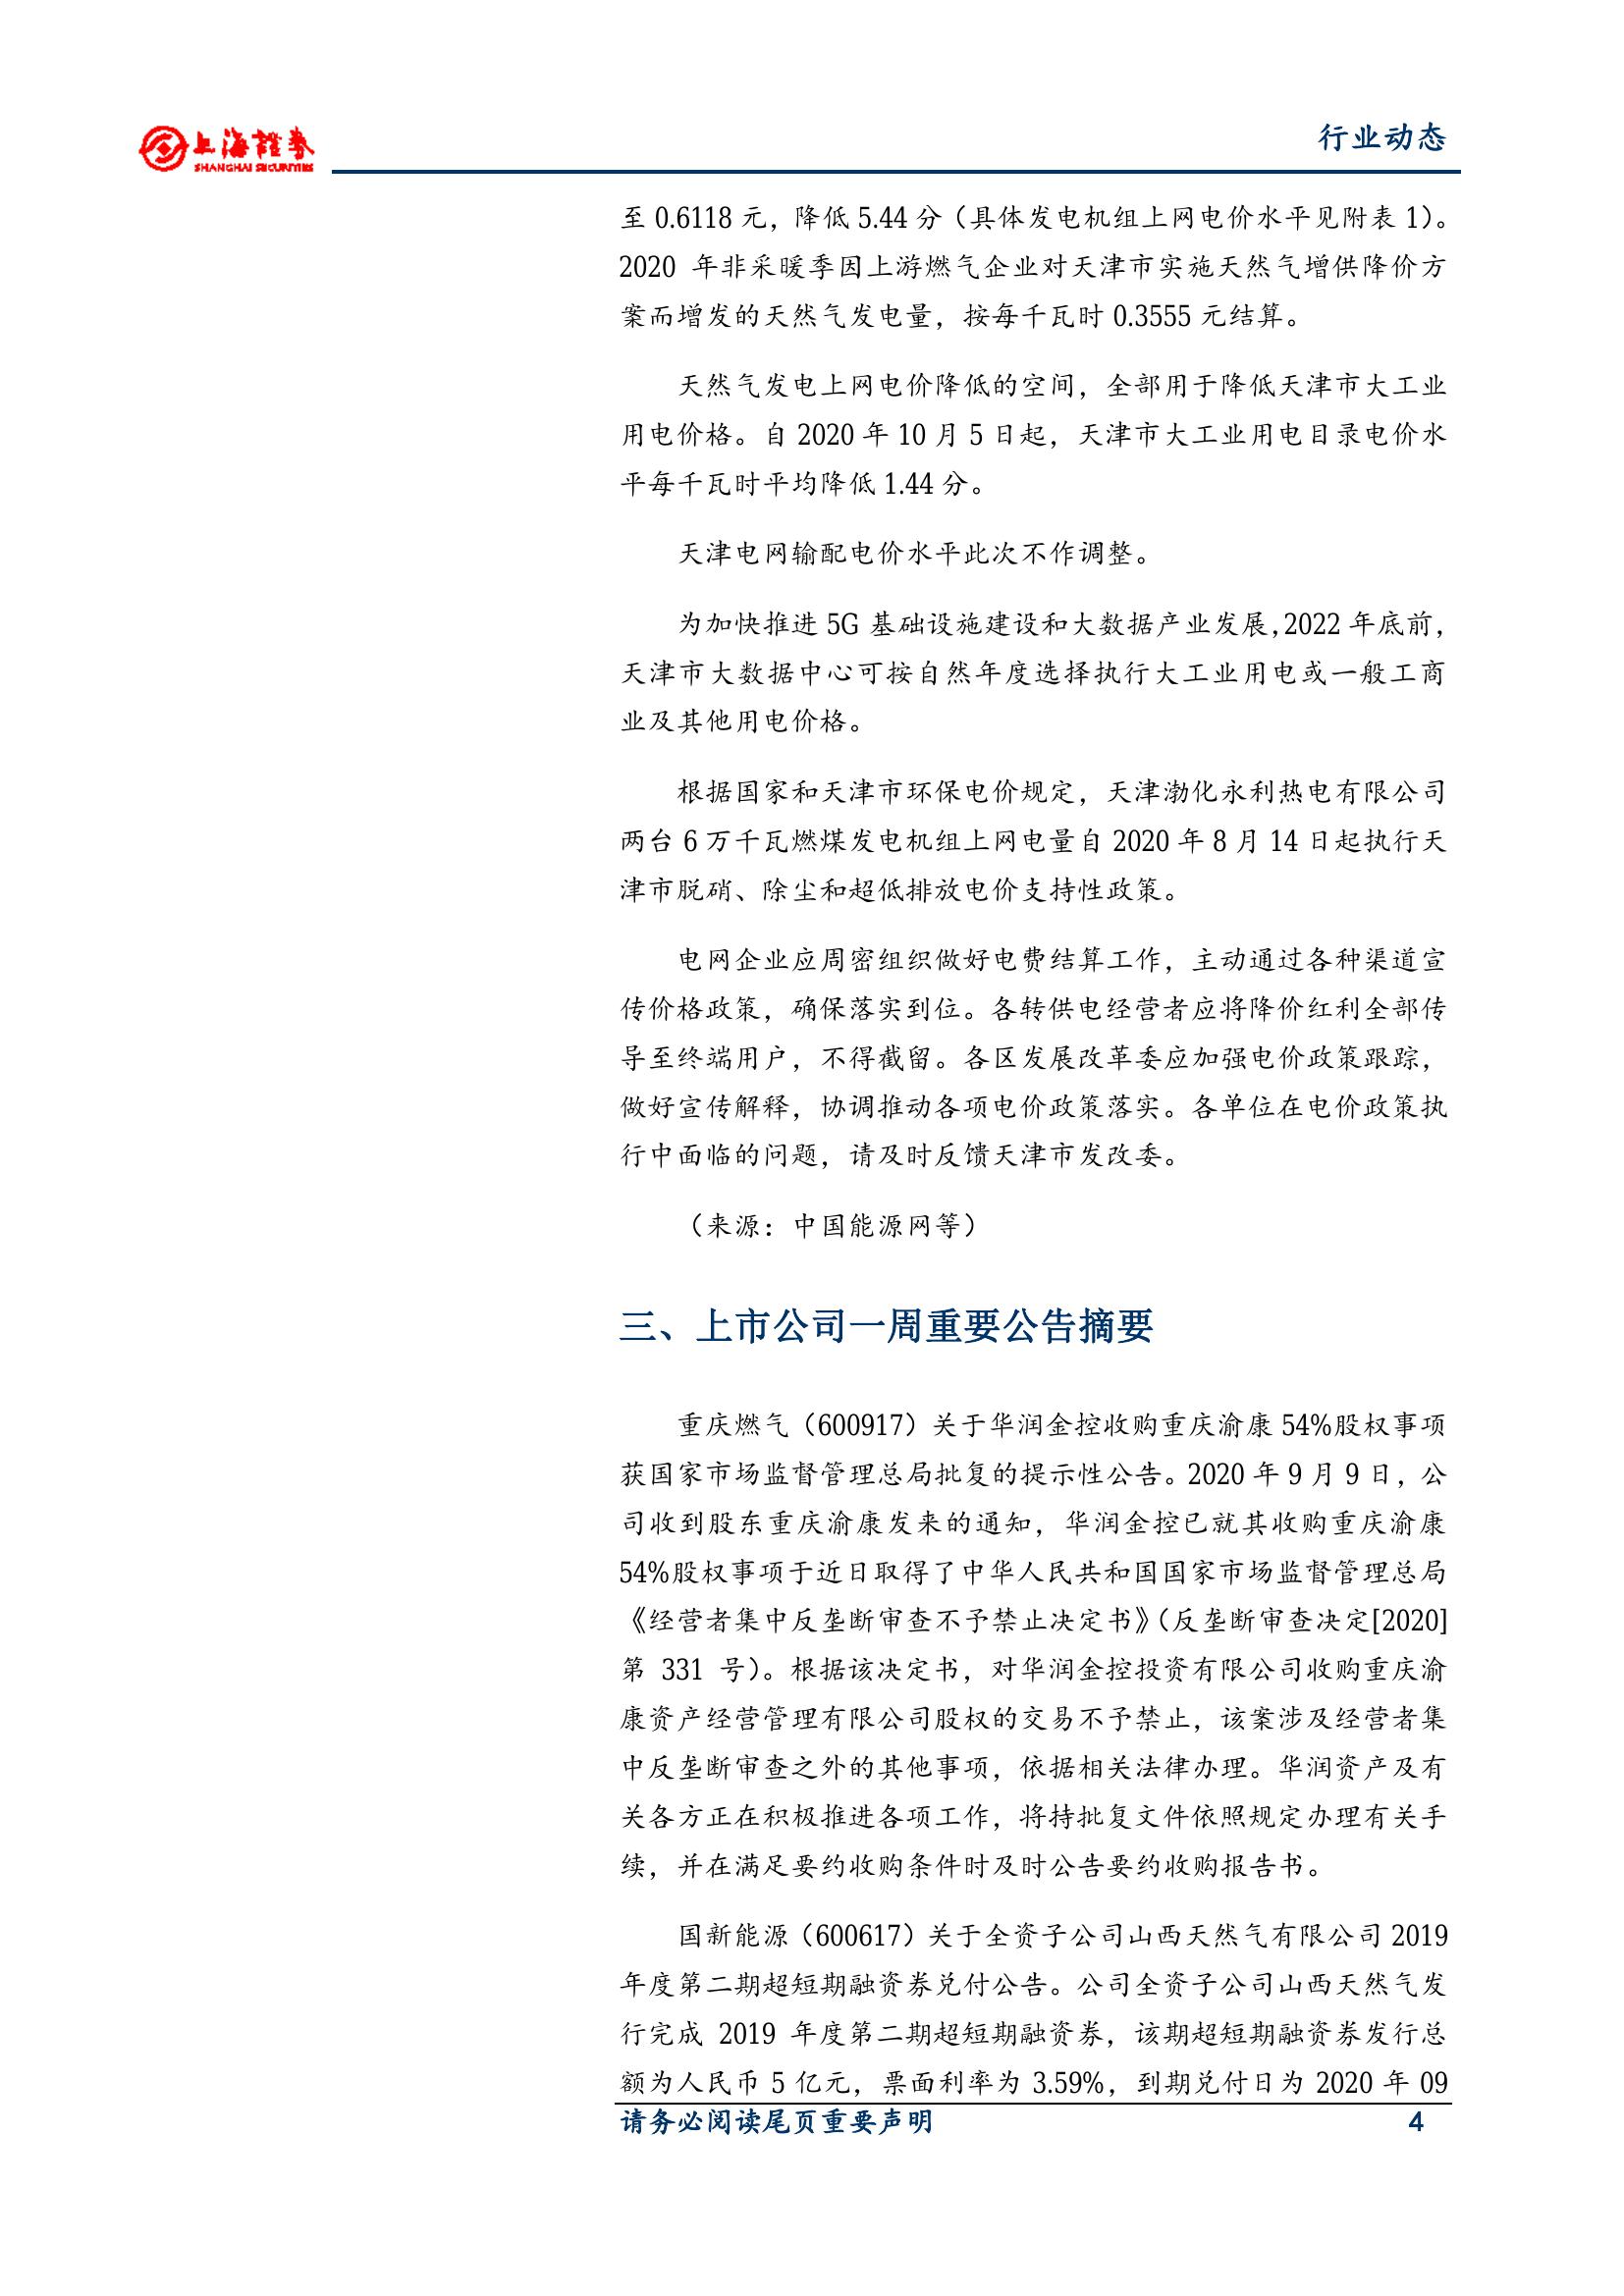 上海證券
SHANGHAI SECURITIES
行业动态
至 0.6118 元，降低 5.44 分（具体发电机组上网电价水平见附表 1）。
2020 年非采暖季因上游燃气企业对天津市实施天然气增供降价方
案而增发的天然气发电量，按每千瓦时 0.3555 元结算。
天然气发电上网电价降低的空间，全部用于降低天津市大工业
用电价格。自 2020 年 10 月 5 日起，天津市大工业用电目录电价水
平每千瓦时平均降低 1.44 分。
天津电网输配电价水平此次不作调整。
为加快推进 5G 基础设施建设和大数据产业发展，2022 年底前，
天津市大数据中心可按自然年度选择执行大工业用电或一般工商
业及其他用电价格。
根据国家和天津市环保电价规定，天津渤化永利热电有限公司
两台 6 万千瓦燃煤发电机组上网电量自 2020 年 8 月 14 日起执行天
津市脱硝、除尘和超低排放电价支持性政策。
电网企业应周密组织做好电费结算工作，主动通过各种渠道宣
传价格政策，确保落实到位。各转供电经营者应将降价红利全部传
导至终端用户，不得截留。各区发展改革委应加强电价政策跟踪，
做好宣传解释，协调推动各项电价政策落实。各单位在电价政策执
行中面临的问题，请及时反馈天津市发改委。
（来源：中国能源网等）
三、上市公司一周重要公告摘要
重庆燃气（600917）关于华润金控收购重庆渝康 54%股权事项
获国家市场监督管理总局批复的提示性公告。2020 年 9 月 9 日，公
司收到股东重庆渝康发来的通知，华润金控已就其收购重庆渝康
54%股权事项于近日取得了中华人民共和国国家市场监督管理总局
《经营者集中反垄断审查不予禁止决定书》（反垄断审查决定[2020]
第 331 号）。根据该决定书，对华润金控投资有限公司收购重庆渝
康资产经营管理有限公司股权的交易不予禁止，该案涉及经营者集
中反垄断审查之外的其他事项，依据相关法律办理。华润资产及有
关各方正在积极推进各项工作，将持批复文件依照规定办理有关手
续，并在满足要约收购条件时及时公告要约收购报告书。
国新能源（600617）关于全资子公司山西天然气有限公司 2019
年度第二期超短期融资券兑付公告。公司全资子公司山西天然气发
行完成 2019 年度第二期超短期融资券，该期超短期融资券发行总
额为人民币 5 亿元，票面利率为 3.59%，到期兑付日为 2020 年 09
请务必阅读尾页重要声明 4